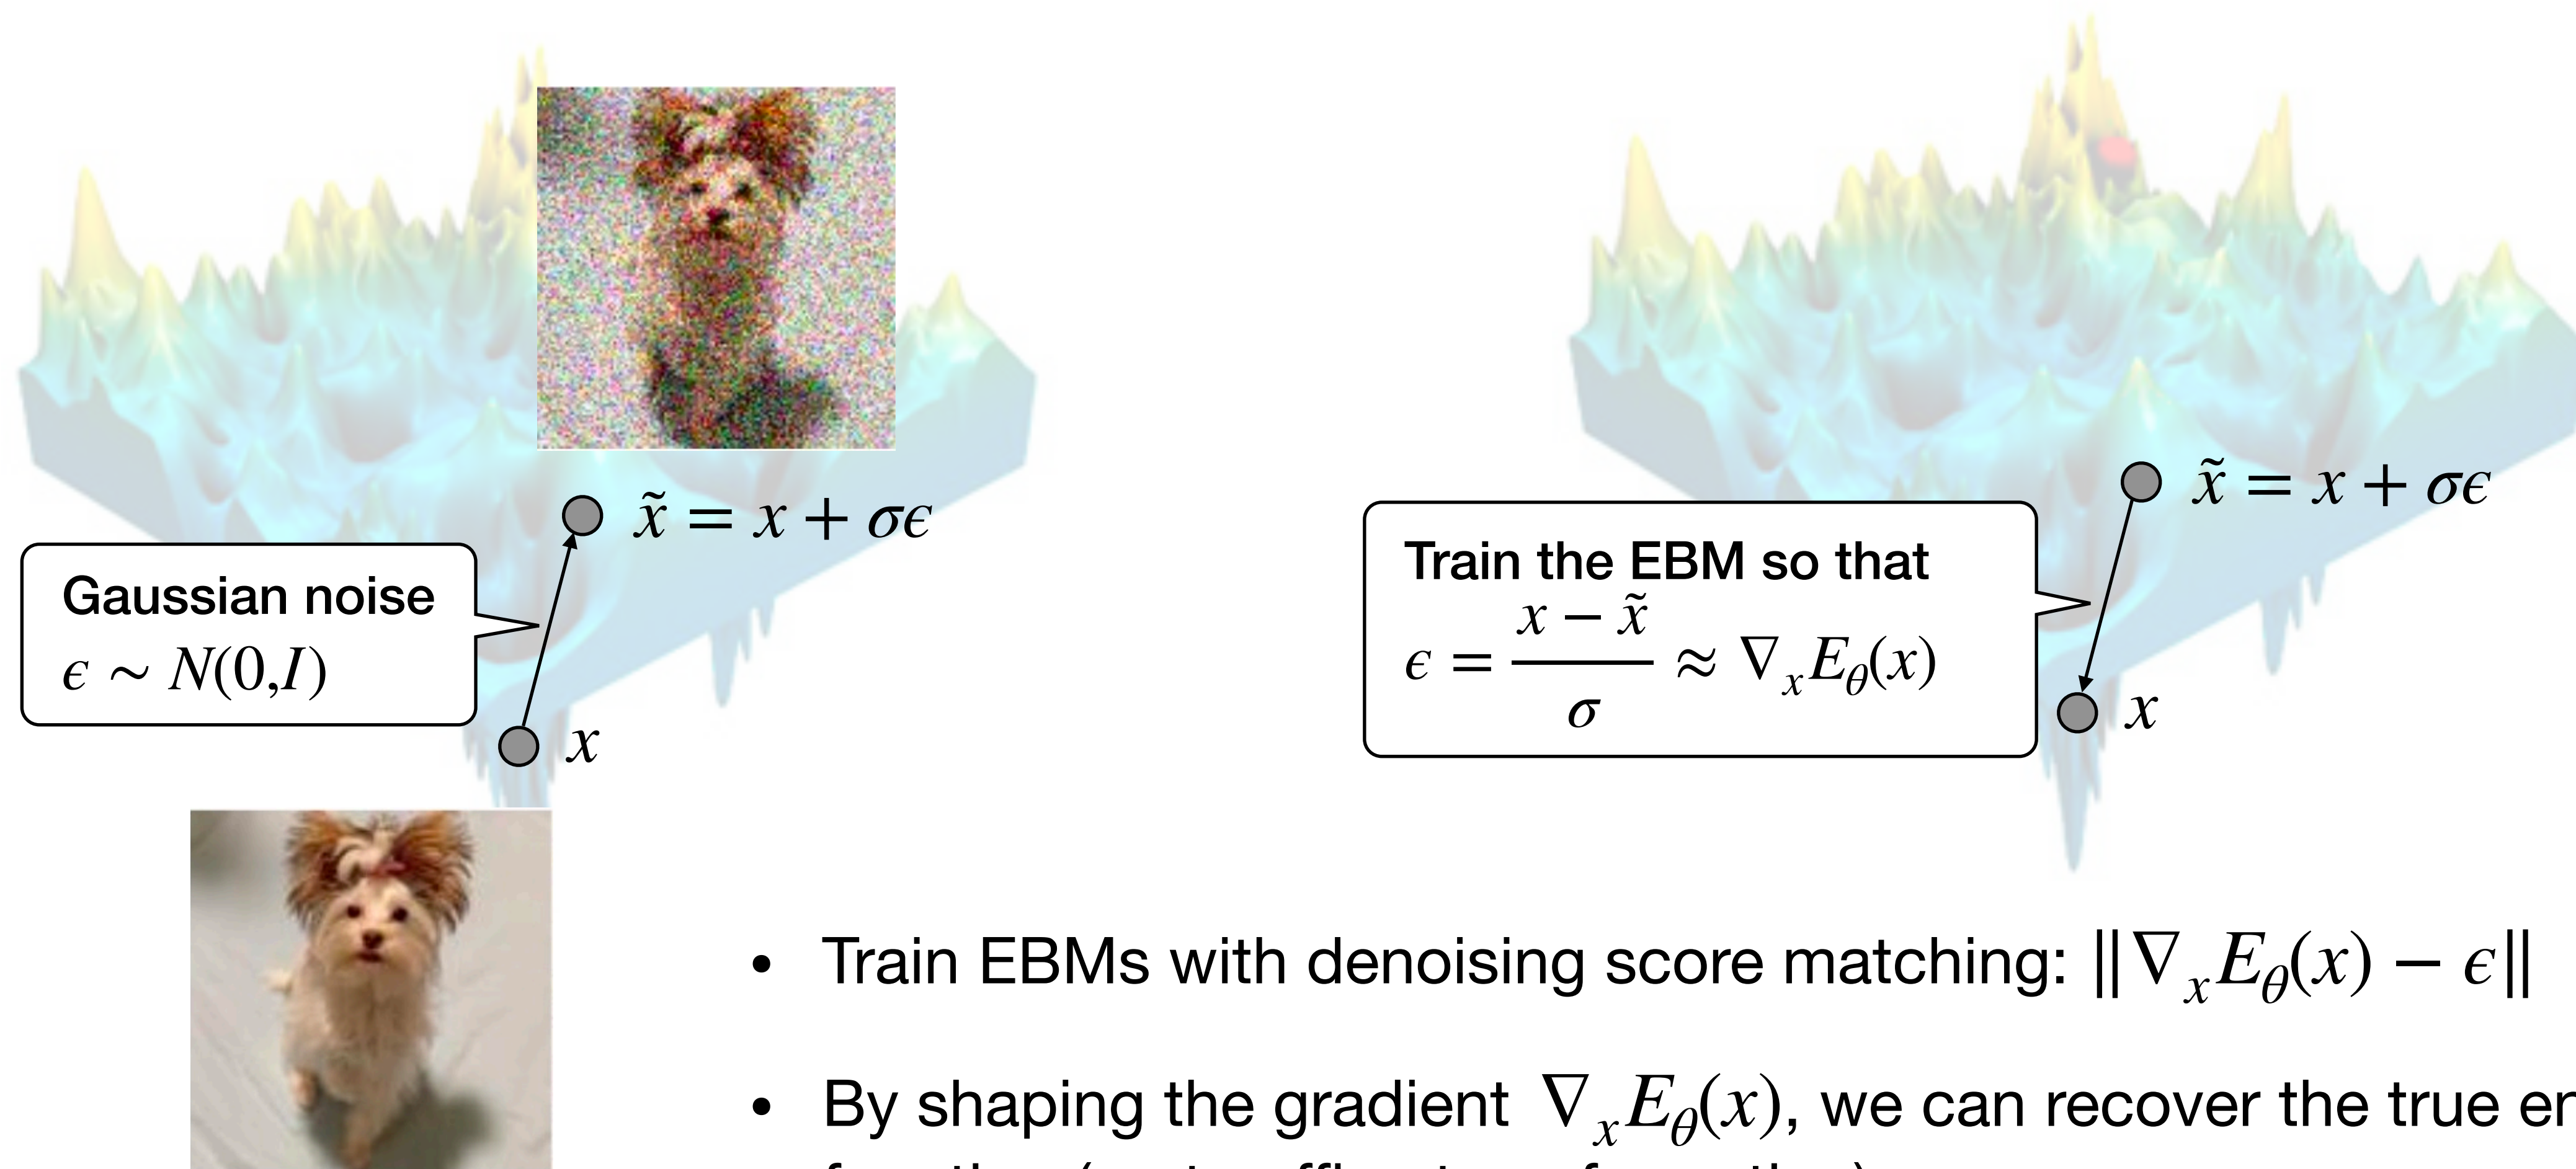 x̃ = x + σϵ
Gaussian noise
ϵ ∼ N(0,I)
x
x̃ = x + σϵ
Train the EBM so that
ϵ = (x − x̃)/σ ≈ ∇ₓE_θ(x)
x
• Train EBMs with denoising score matching: ‖∇ₓE_θ(x) − ϵ‖
• By shaping the gradient ∇ₓE_θ(x), we can recover the true